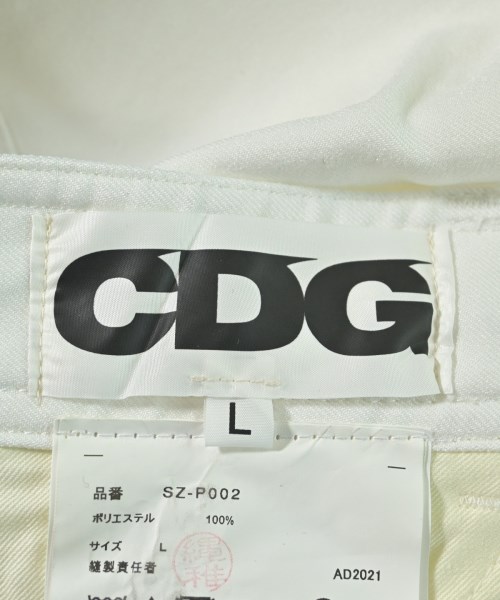 CDG
L
品番 SZ-P002
ポリエステル 100%
サイズ L
縫製責任者
AD2021